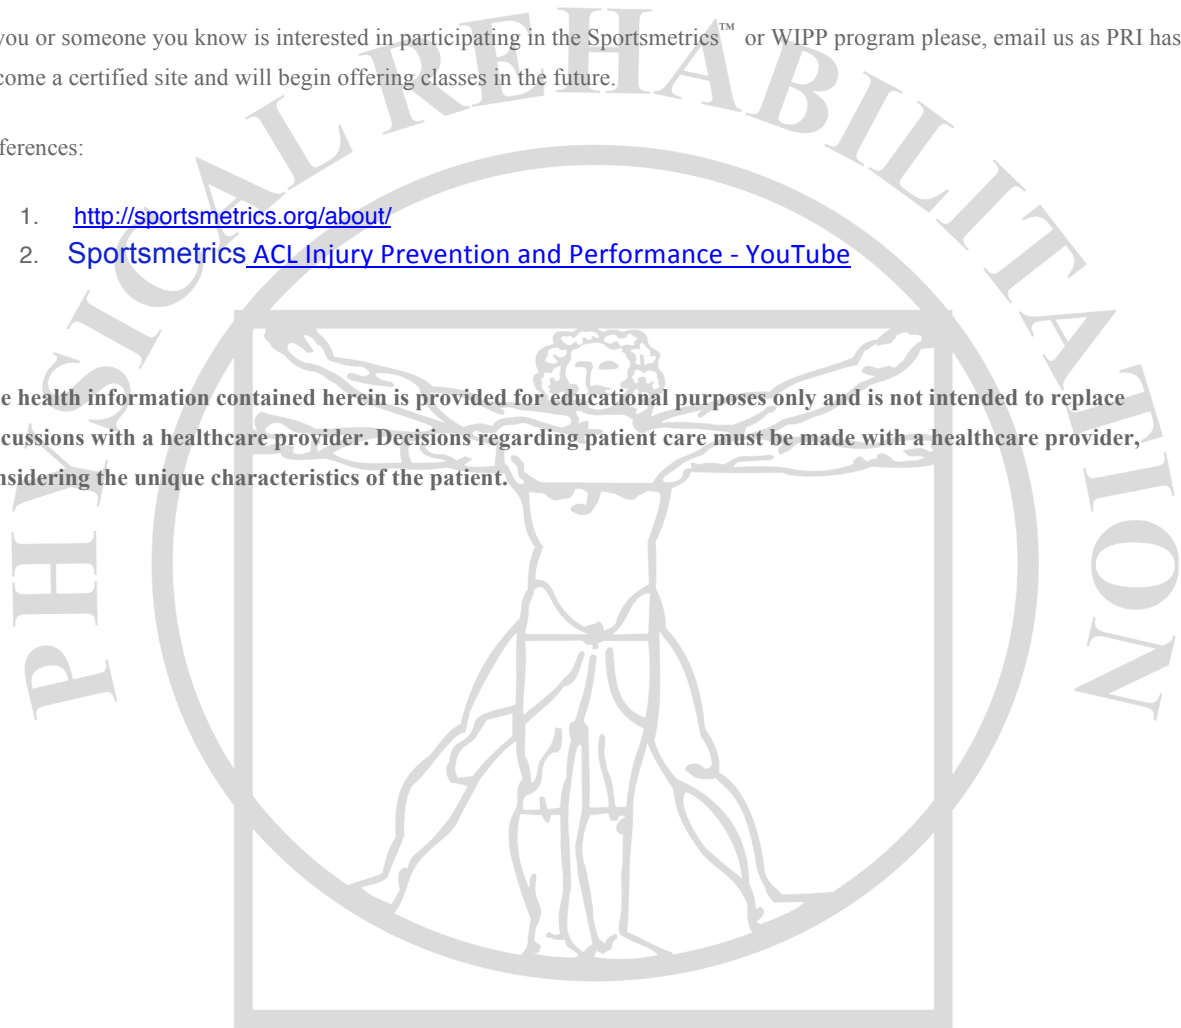 you or someone you know is interested in participating in the Sportsmetrics™ or WIPP program please, email us as PRI has
come a certified site and will begin offering classes in the future.
ferences:
1. http://sportsmetrics.org/about/
2. Sportsmetrics ACL Injury Prevention and Performance - YouTube
e health information contained herein is provided for educational purposes only and is not intended to replace
cussions with a healthcare provider. Decisions regarding patient care must be made with a healthcare provider,
nsidering the unique characteristics of the patient.
PHYSICAL REHABILITATION